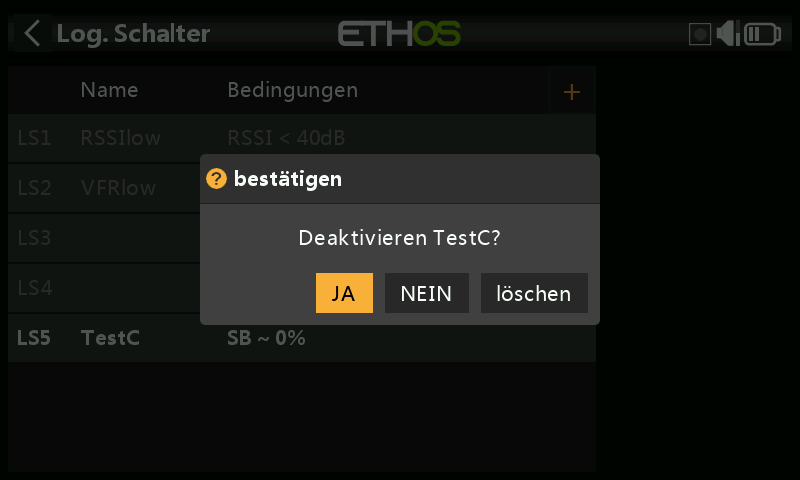 Log. Schalter ETHOS
Name Bedingungen +
LS1 RSSIlow RSSI < 40dB
LS2 VFRlow
? bestätigen
LS3 Deaktivieren TestC?
LS4 JA NEIN löschen
LS5 TestC SB ~ 0%